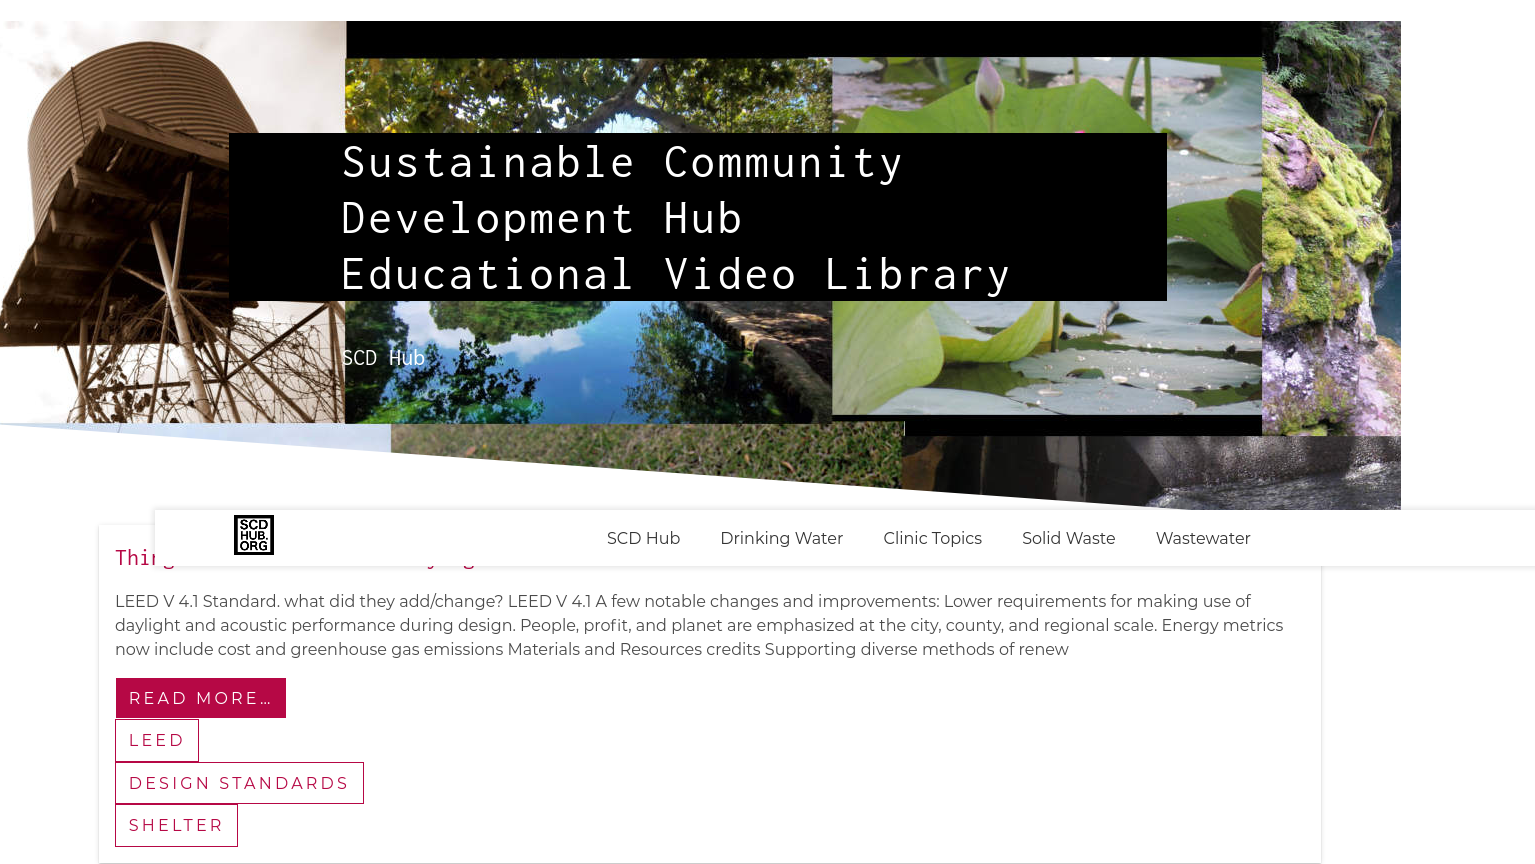 Sustainable Community
Development Hub
Educational Video Library
SCD Hub
SCD
HUB.
ORG
SCD Hub Drinking Water Clinic Topics Solid Waste Wastewater
LEED V 4.1 Standard. what did they add/change? LEED V 4.1 A few notable changes and improvements: Lower requirements for making use of
daylight and acoustic performance during design. People, profit, and planet are emphasized at the city, county, and regional scale. Energy metrics
now include cost and greenhouse gas emissions Materials and Resources credits Supporting diverse methods of renew
READ MORE…
LEED
DESIGN STANDARDS
SHELTER